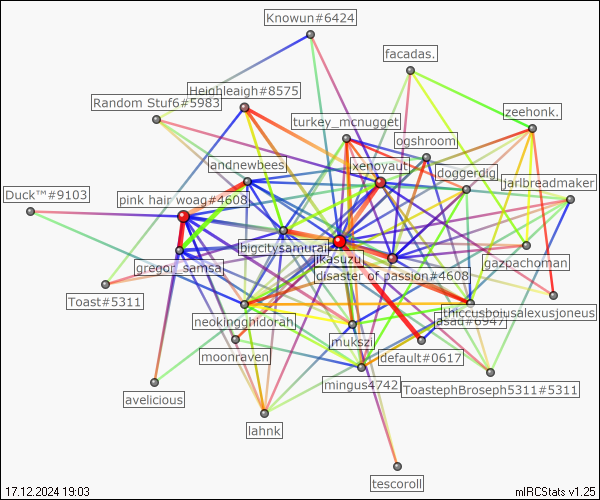 Knowun#6424
facadas.
Heighleigh#8575
Random Stuf6#5983
zeehonk.
turkey_mcnugget
ogshroom
andnewbees
xenoyaut
doggerdig
jarlbreadmaker
Duck™#9103
pink hair woag#4608
bigcitysamurai
jikasuzu
gregor_samsa
gazpachoman
disaster of passion#4608
Toast#5311
thiccusboiusalexusjoneus
neokingghidorah
asad#6947
mukszi
default#0617
moonraven
mingus4742
ToastephBroseph5311#5311
avelicious
lahnk
tescoroll
17.12.2024 19:03
mIRCStats v1.25